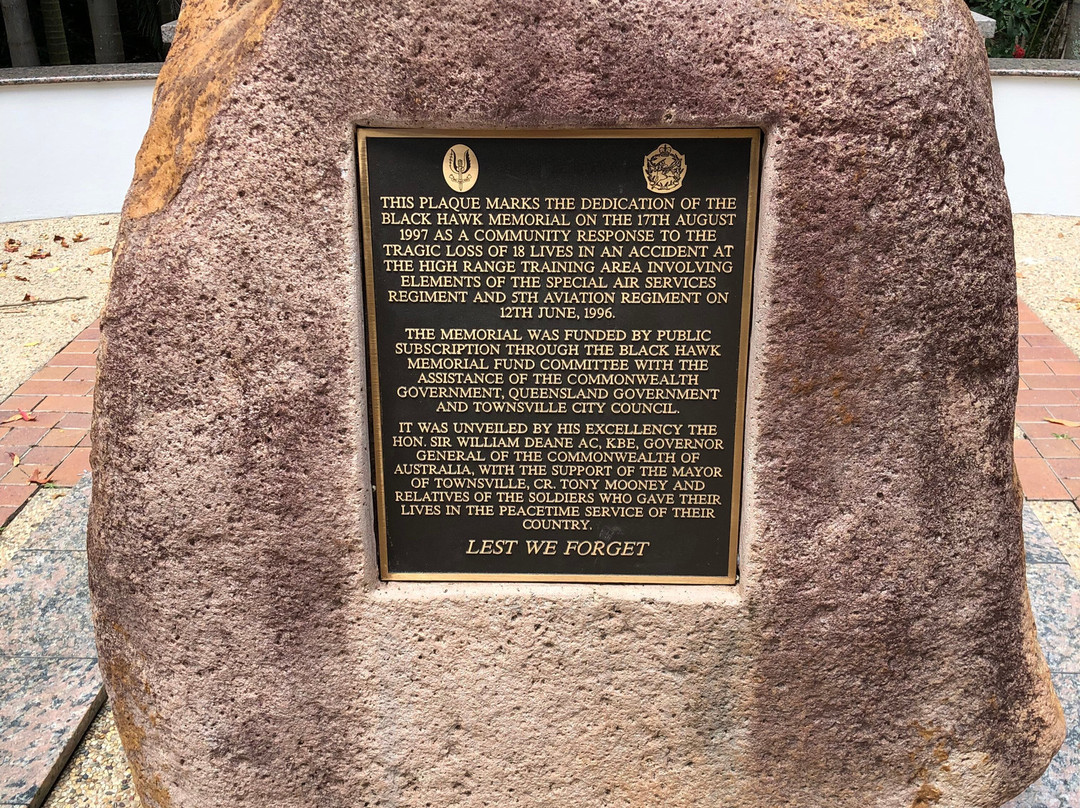 THIS PLAQUE MARKS THE DEDICATION OF THE
BLACK HAWK MEMORIAL ON THE 17TH AUGUST
1997 AS A COMMUNITY RESPONSE TO THE
TRAGIC LOSS OF 18 LIVES IN AN ACCIDENT AT
THE HIGH RANGE TRAINING AREA INVOLVING
ELEMENTS OF THE SPECIAL AIR SERVICES
REGIMENT AND 5TH AVIATION REGIMENT ON
12TH JUNE, 1996.
THE MEMORIAL WAS FUNDED BY PUBLIC
SUBSCRIPTION THROUGH THE BLACK HAWK
MEMORIAL FUND COMMITTEE WITH THE
ASSISTANCE OF THE COMMONWEALTH
GOVERNMENT, QUEENSLAND GOVERNMENT
AND TOWNSVILLE CITY COUNCIL.
IT WAS UNVEILED BY HIS EXCELLENCY THE
HON. SIR WILLIAM DEANE AC, KBE, GOVERNOR
GENERAL OF THE COMMONWEALTH OF
AUSTRALIA, WITH THE SUPPORT OF THE MAYOR
OF TOWNSVILLE, CR. TONY MOONEY AND
RELATIVES OF THE SOLDIERS WHO GAVE THEIR
LIVES IN THE PEACETIME SERVICE OF THEIR
COUNTRY.
LEST WE FORGET